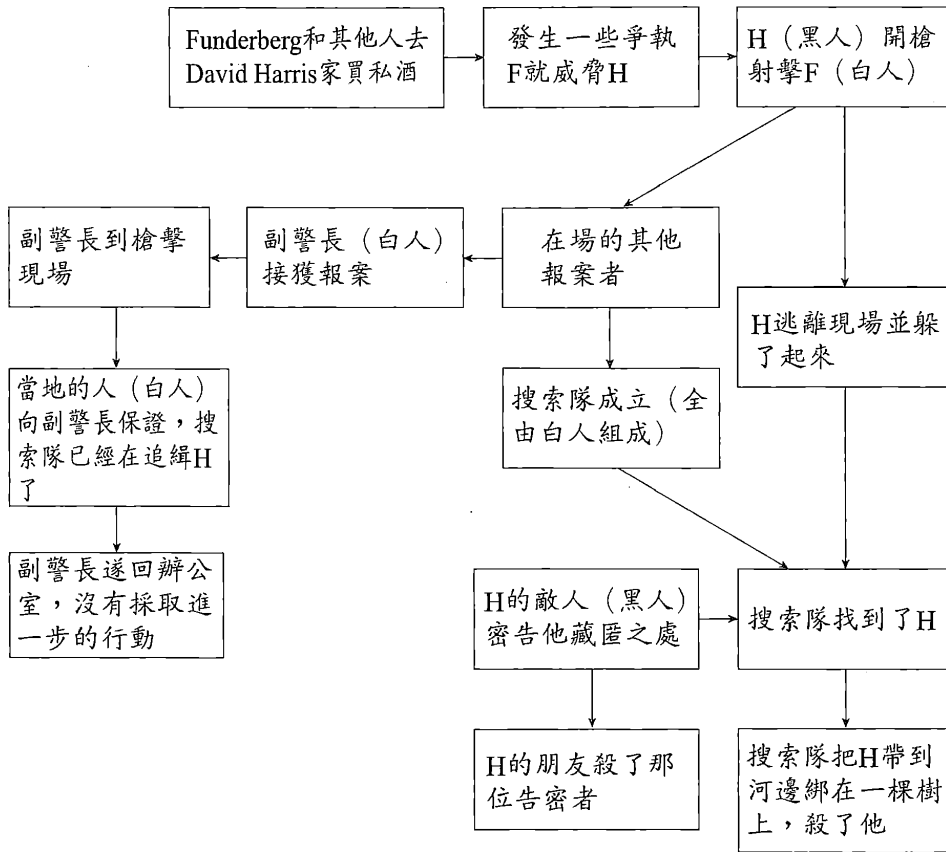 Funderberg和其他人去
David Harris家買私酒
發生一些爭執
F就威脅H
H（黑人）開槍
射擊F（白人）
副警長到槍擊
現場
副警長（白人）
接獲報案
在場的其他
報案者
H逃離現場並躲
了起來
當地的人（白人）
向副警長保證，搜
索隊已經在追緝H
了
搜索隊成立（全
由白人組成）
副警長遂回辦公
室，沒有採取進
一步的行動
H的敵人（黑人）
密告他藏匿之處
搜索隊找到了H
H的朋友殺了那
位告密者
搜索隊把H帶到
河邊綁在一棵樹
上，殺了他